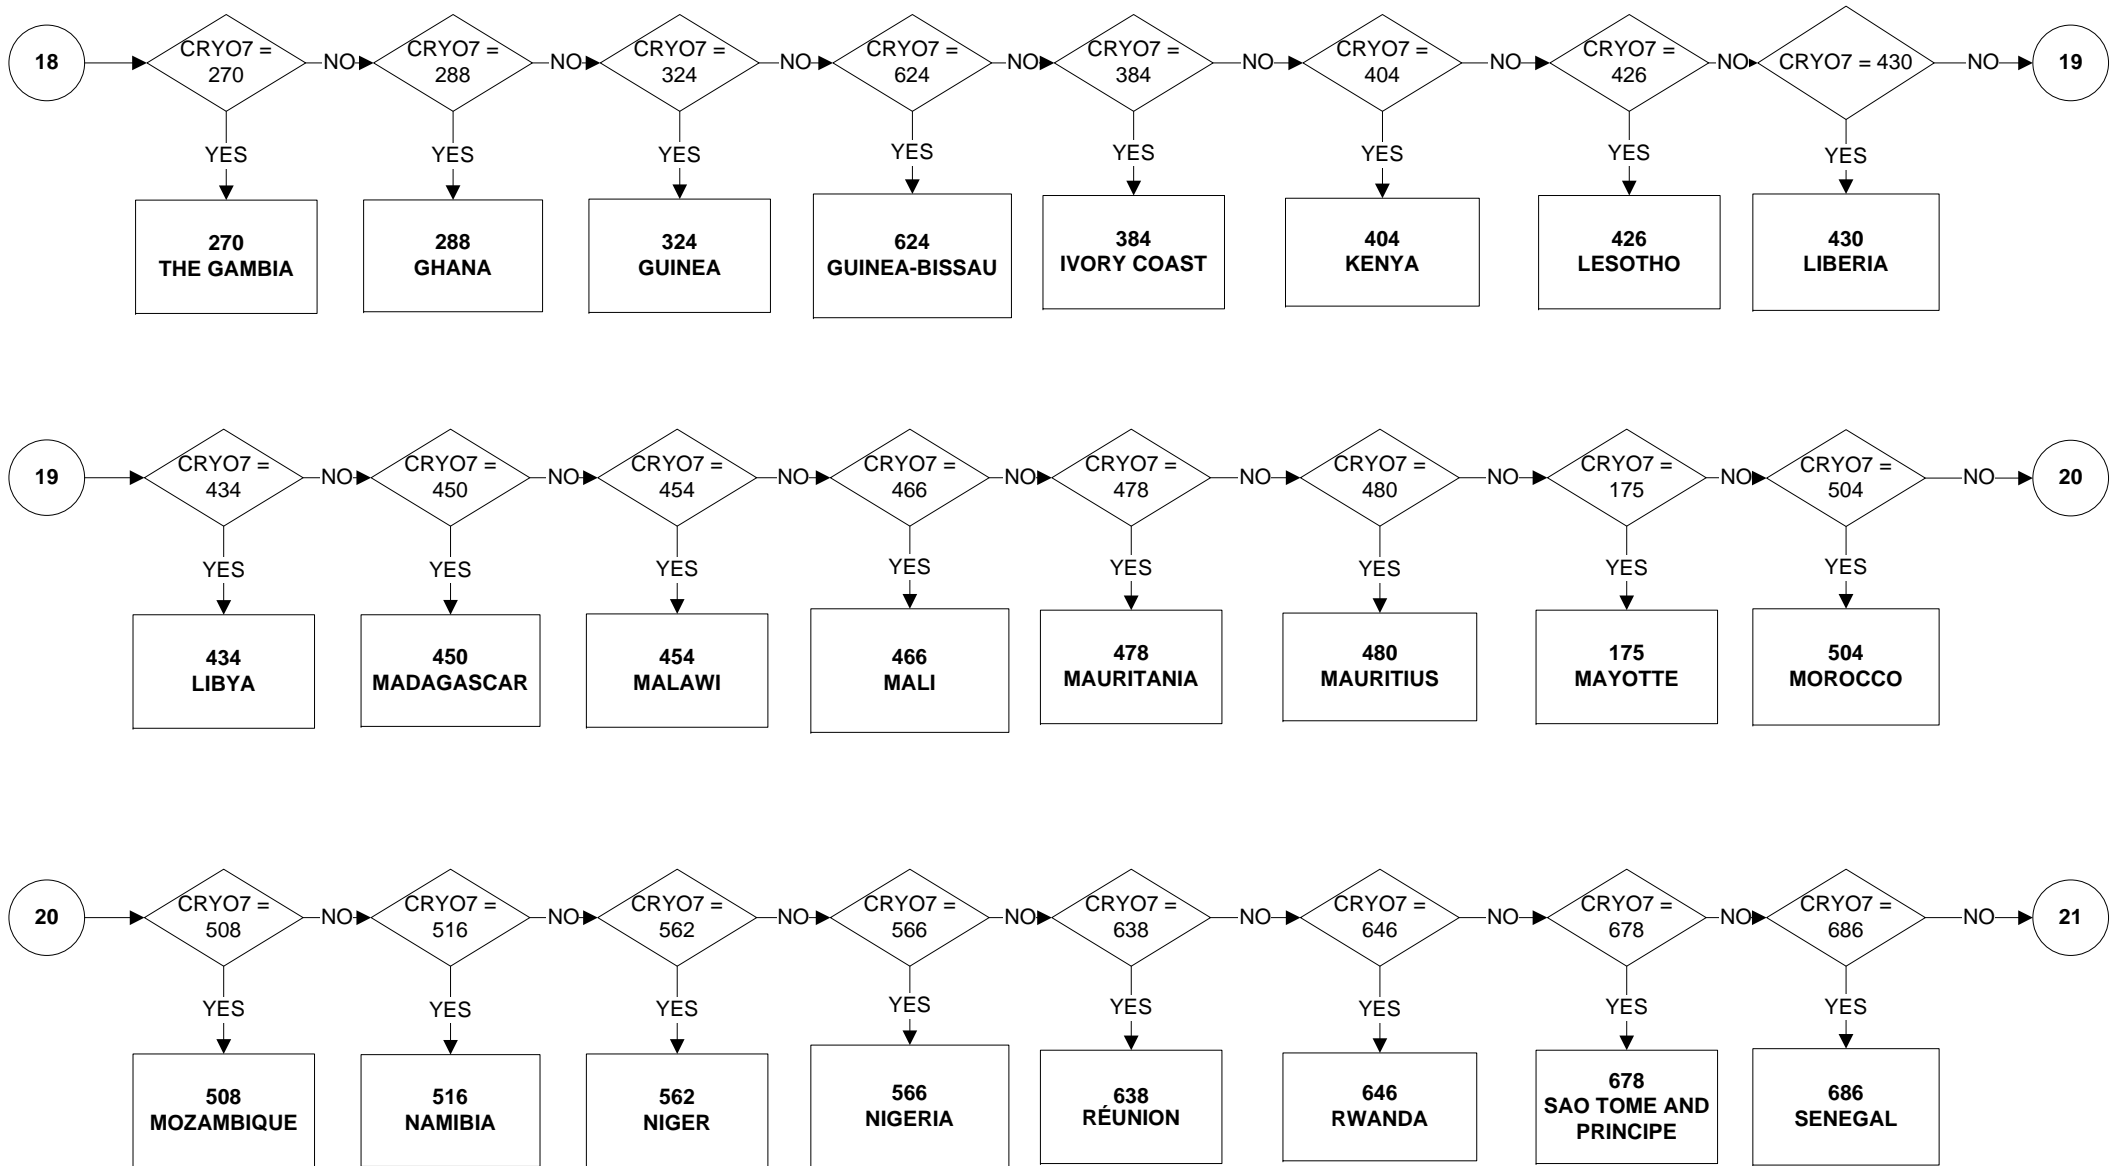 18
CRYO7 =
270
NO
CRYO7 =
288
NO
CRYO7 =
324
NO
CRYO7 =
624
NO
CRYO7 =
384
NO
CRYO7 =
404
NO
CRYO7 =
426
NO
CRYO7 = 430
NO
19
YES
YES
YES
YES
YES
YES
YES
YES
270
THE GAMBIA
288
GHANA
324
GUINEA
624
GUINEA-BISSAU
384
IVORY COAST
404
KENYA
426
LESOTHO
430
LIBERIA
19
CRYO7 =
434
NO
CRYO7 =
450
NO
CRYO7 =
454
NO
CRYO7 =
466
NO
CRYO7 =
478
NO
CRYO7 =
480
NO
CRYO7 =
175
NO
CRYO7 =
504
NO
20
YES
YES
YES
YES
YES
YES
YES
YES
434
LIBYA
450
MADAGASCAR
454
MALAWI
466
MALI
478
MAURITANIA
480
MAURITIUS
175
MAYOTTE
504
MOROCCO
20
CRYO7 =
508
NO
CRYO7 =
516
NO
CRYO7 =
562
NO
CRYO7 =
566
NO
CRYO7 =
638
NO
CRYO7 =
646
NO
CRYO7 =
678
NO
CRYO7 =
686
NO
21
YES
YES
YES
YES
YES
YES
YES
YES
508
MOZAMBIQUE
516
NAMIBIA
562
NIGER
566
NIGERIA
638
RÉUNION
646
RWANDA
678
SAO TOME AND
PRINCIPE
686
SENEGAL